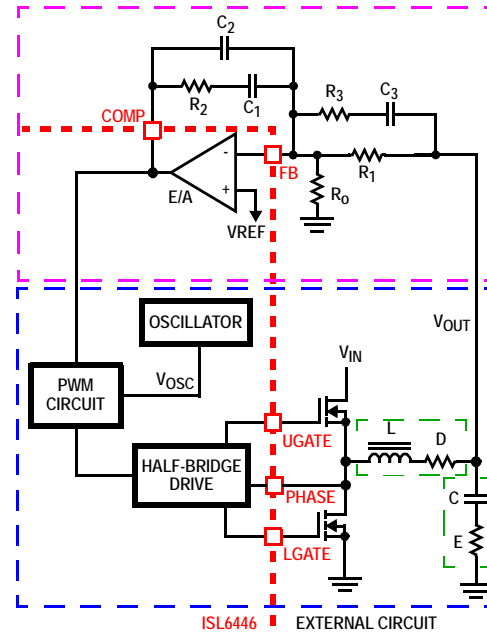 C2
R2
C1
R3
C3
COMP
-
FB
R1
E/A
+
Ro
VREF
VOUT
OSCILLATOR
VIN
PWM
CIRCUIT
VOSC
L
D
UGATE
HALF-BRIDGE
DRIVE
PHASE
C
E
LGATE
ISL6446
EXTERNAL CIRCUIT